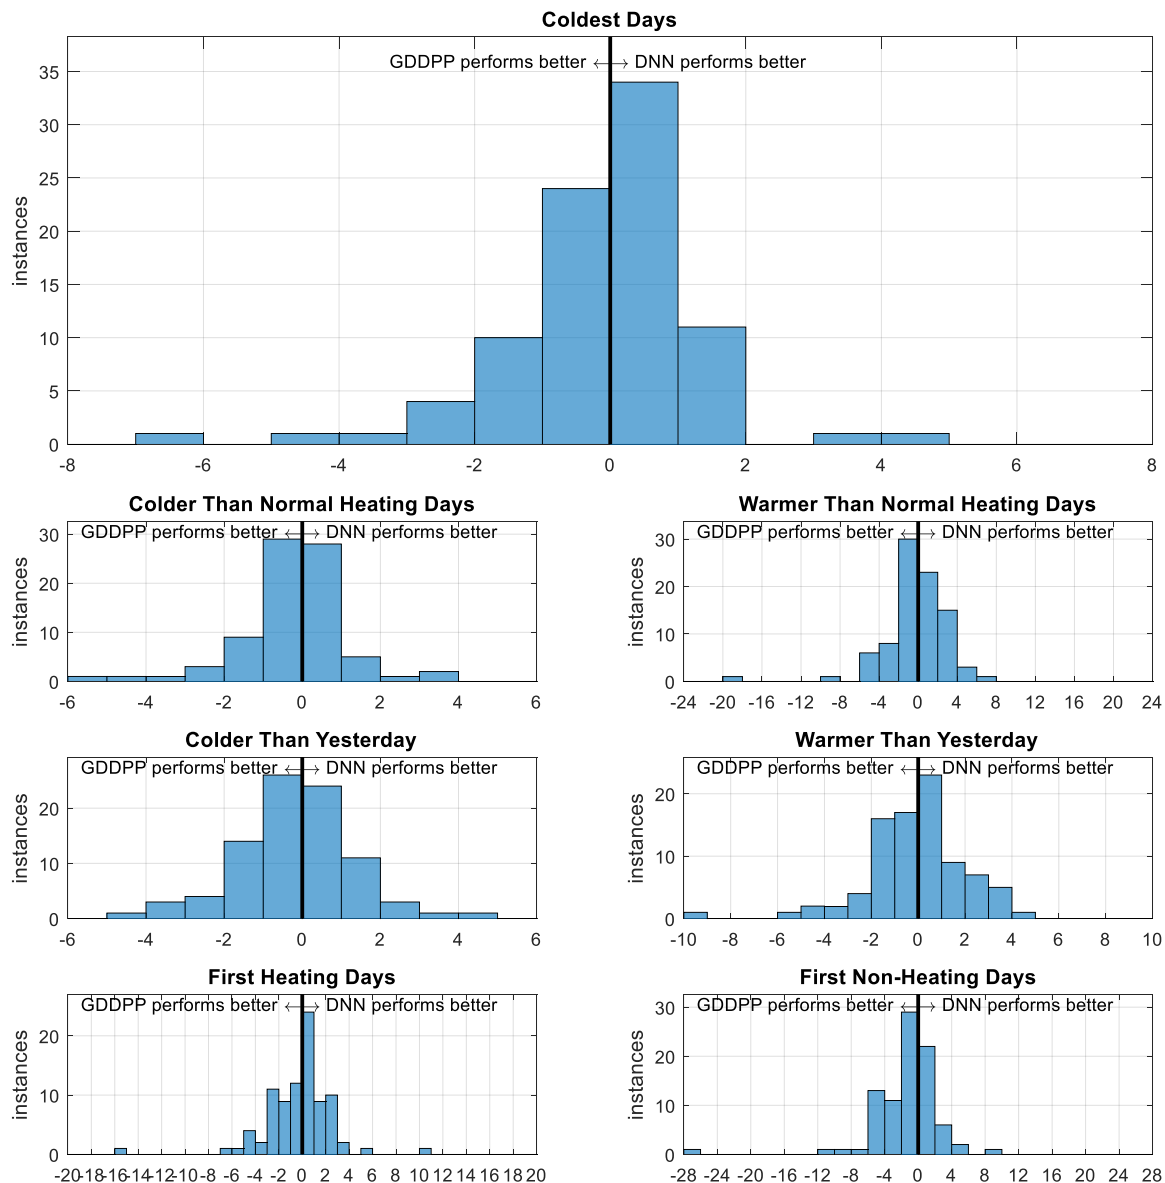 Coldest Days
GDDPP performs better ←→ DNN performs better
instances
35
30
25
20
15
10
5
0
-8 -6 -4 -2 0 2 4 6 8
Colder Than Normal Heating Days
GDDPP performs better ←→ DNN performs better
instances
30
20
10
0
-6 -4 -2 0 2 4 6
Warmer Than Normal Heating Days
GDDPP performs better ←→ DNN performs better
instances
30
20
10
0
-24 -20 -16 -12 -8 -4 0 4 8 12 16 20 24
Colder Than Yesterday
GDDPP performs better ←→ DNN performs better
instances
20
10
0
-6 -4 -2 0 2 4 6
Warmer Than Yesterday
GDDPP performs better ←→ DNN performs better
instances
20
10
0
-10 -8 -6 -4 -2 0 2 4 6 8 10
First Heating Days
GDDPP performs better ←→ DNN performs better
instances
20
10
0
-20 -18 -16 -14 -12 -10 -8 -6 -4 -2 0 2 4 6 8 10 12 14 16 18 20
First Non-Heating Days
GDDPP performs better ←→ DNN performs better
instances
30
20
10
0
-28 -24 -20 -16 -12 -8 -4 0 4 8 12 16 20 24 28